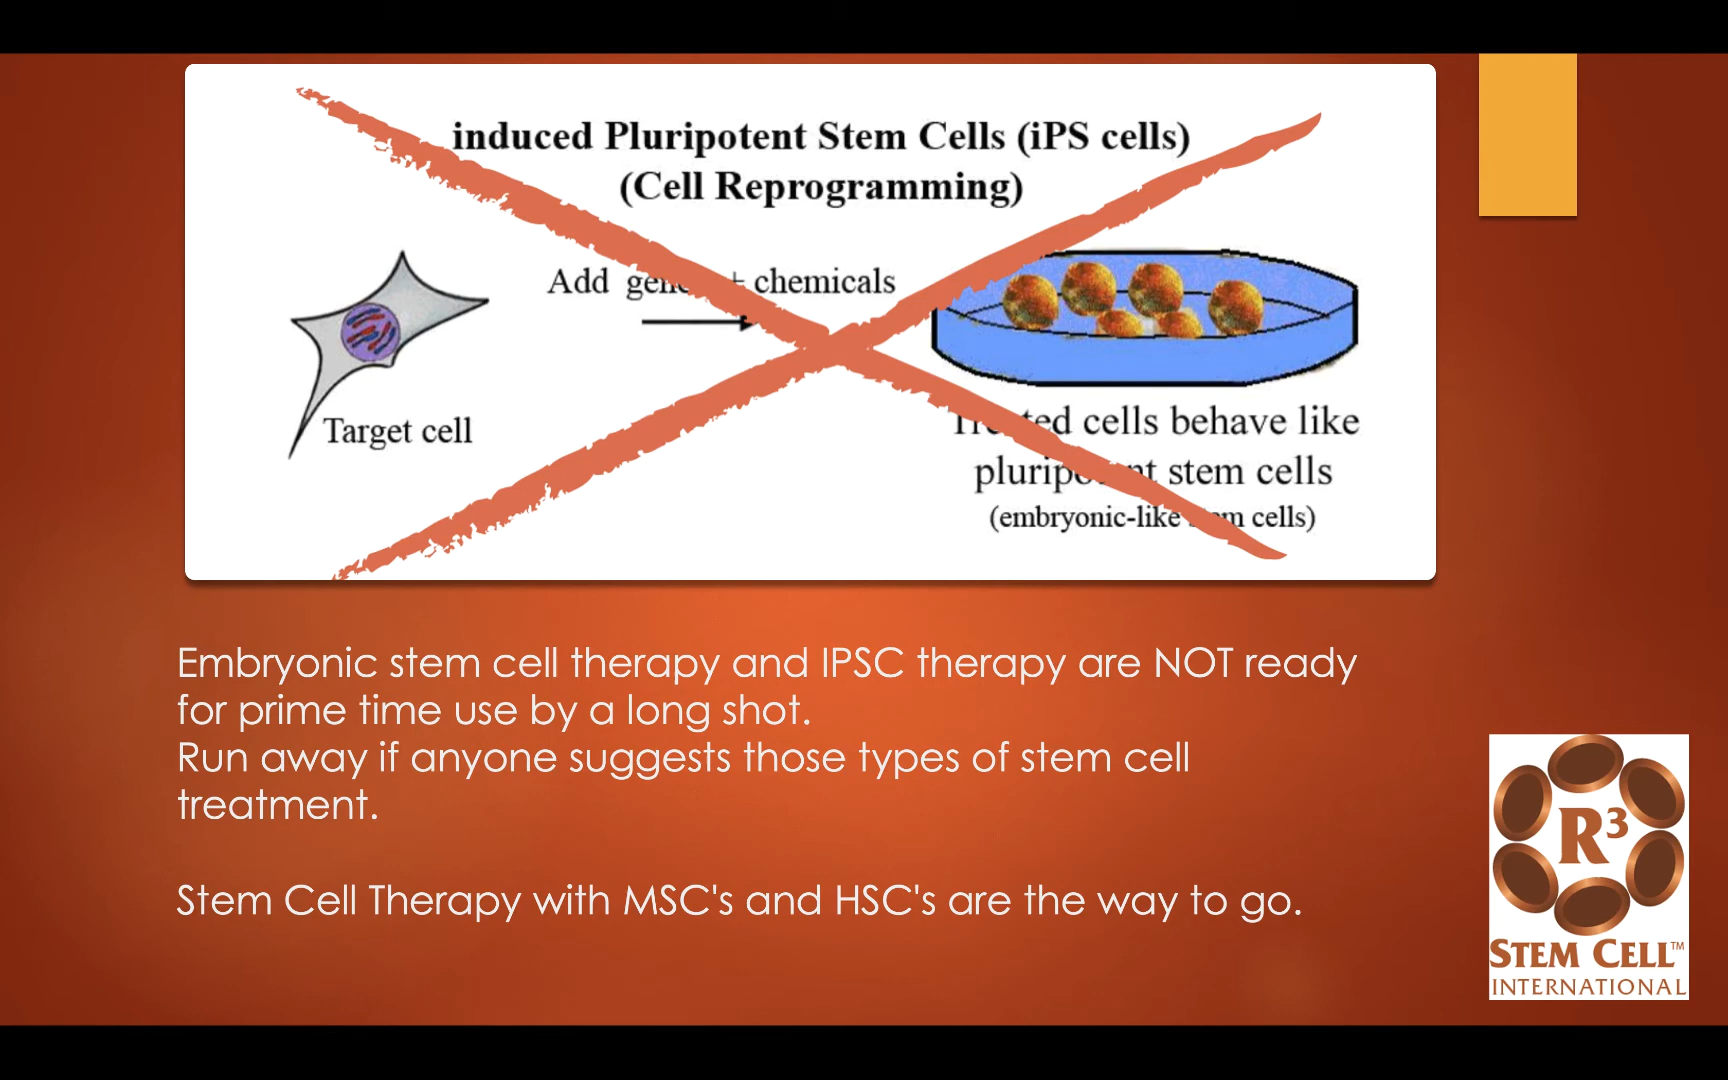 induced Pluripotent Stem Cells (iPS cells)
(Cell Reprogramming)
Add + chemicals
Target cell
cells behave like
stem cells
(embryonic-like cells)
Embryonic stem cell therapy and IPSC therapy are NOT ready
for prime time use by a long shot.
Run away if anyone suggests those types of stem cell
treatment.
Stem Cell Therapy with MSC's and HSC's are the way to go.
R³
STEM CELL™
INTERNATIONAL